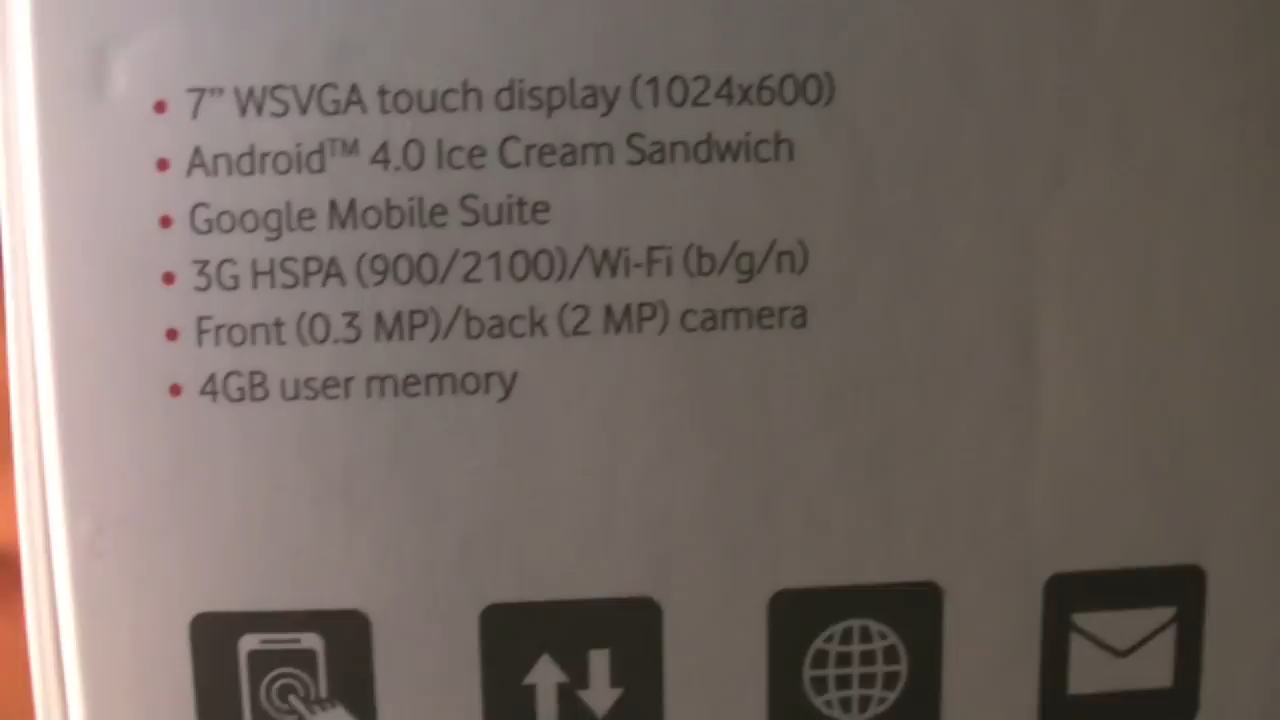 • 7” WSVGA touch display (1024x600)
• Android™ 4.0 Ice Cream Sandwich
• Google Mobile Suite
• 3G HSPA (900/2100)/Wi-Fi (b/g/n)
• Front (0.3 MP)/back (2 MP) camera
• 4GB user memory